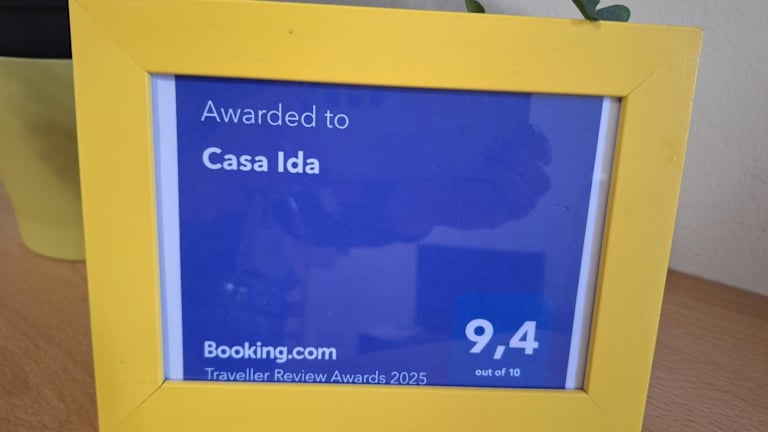 Awarded to
Casa Ida
9,4
out of 10
Booking.com
Traveller Review Awards 2025